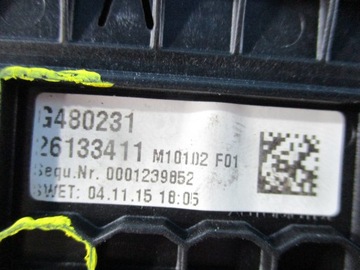 G480231
26133411 M10102 F01
Sequ.Nr. 0001239852
SWET: 04.11.15 18:05